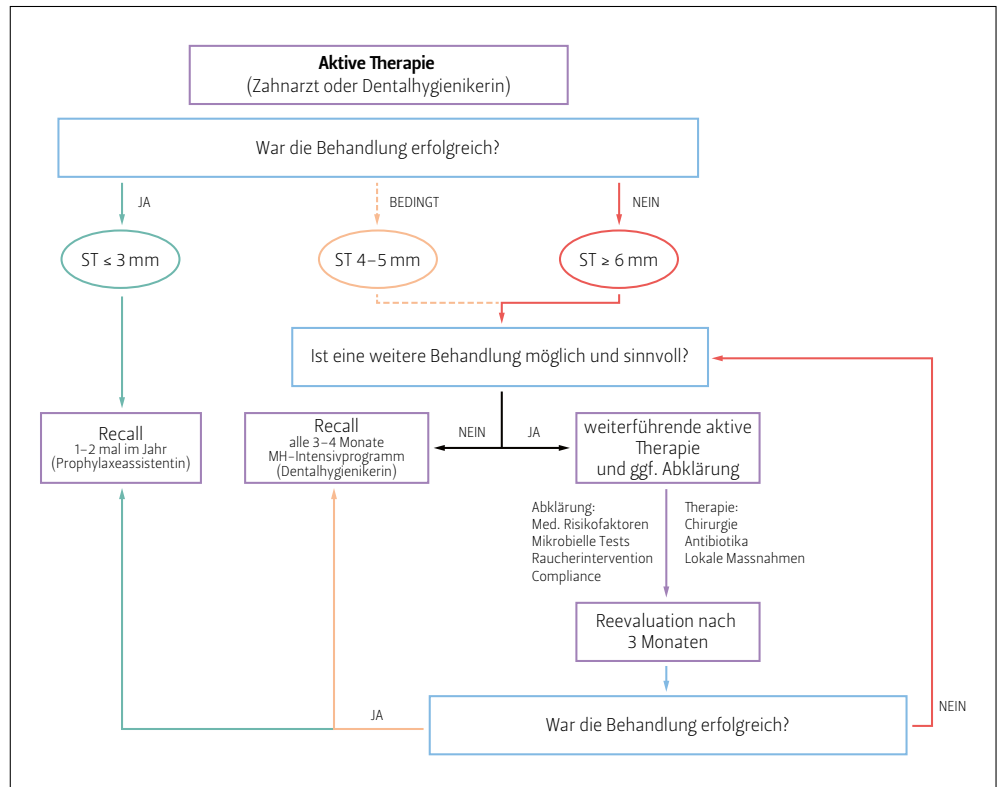 Aktive Therapie
(Zahnarzt oder Dentalhygienikerin)
War die Behandlung erfolgreich?
JA
BEDINGT
NEIN
ST ≤ 3 mm
ST 4–5 mm
ST ≥ 6 mm
Ist eine weitere Behandlung möglich und sinnvoll?
Recall
1–2 mal im Jahr
(Prophylaxeassistentin)
Recall
alle 3–4 Monate
MH-Intensivprogramm
(Dentalhygienikerin)
NEIN
JA
weiterführende aktive
Therapie
und ggf. Abklärung
Abklärung:
Med. Risikofaktoren
Mikrobielle Tests
Raucherintervention
Compliance
Therapie:
Chirurgie
Antibiotika
Lokale Massnahmen
Reevaluation nach
3 Monaten
JA
War die Behandlung erfolgreich?
NEIN